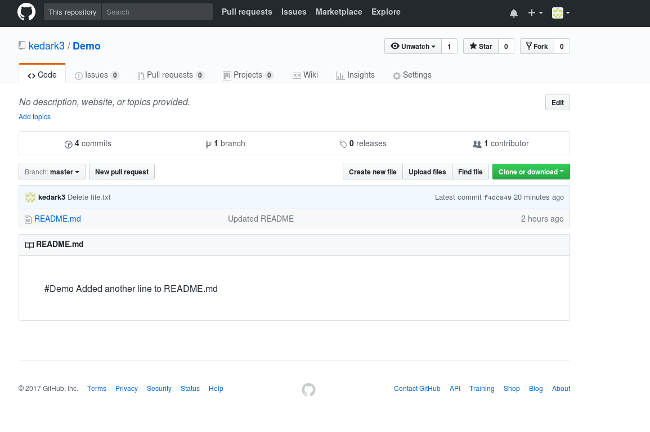 This repository Search Pull requests Issues Marketplace Explore
kedark3 / Demo Unwatch 1 Star 0 Fork 0
Code Issues 0 Pull requests 0 Projects 0 Wiki Insights Settings
No description, website, or topics provided. Edit
Add topics
4 commits 1 branch 0 releases 1 contributor
Branch: master New pull request Create new file Upload files Find file Clone or download
kedark3 Delete file.txt Latest commit 20 minutes ago
README.md Updated README 2 hours ago
README.md
#Demo Added another line to README.md
© 2017 GitHub, Inc. Terms Privacy Security Status Help Contact GitHub API Training Shop Blog About